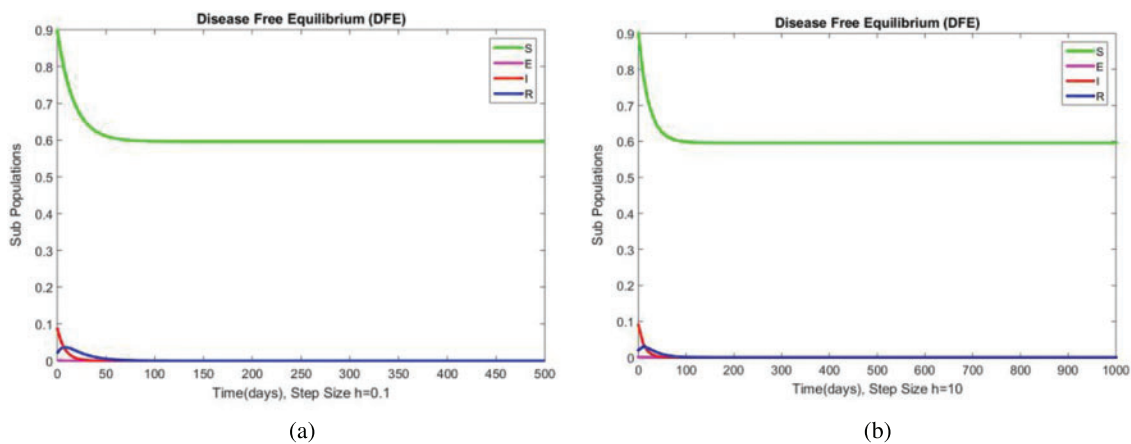 Disease Free Equilibrium (DFE)
0.9
0.8
0.7
0.6
0.5
0.4
0.3
0.2
0.1
0
Sub Populations
S
E
I
R
0 50 100 150 200 250 300 350 400 450 500
Time(days), Step Size h=0.1
(a)
Disease Free Equilibrium (DFE)
0.9
0.8
0.7
0.6
0.5
0.4
0.3
0.2
0.1
0
Sub Populations
S
E
I
R
0 100 200 300 400 500 600 700 800 900 1000
Time(days), Step Size h=10
(b)